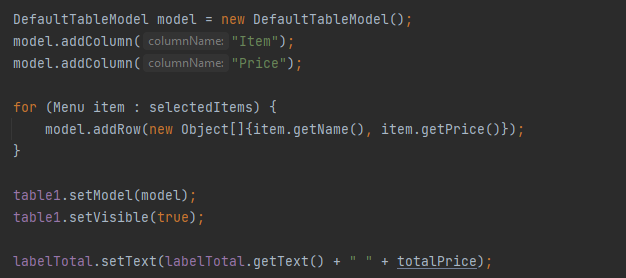 DefaultTableModel model = new DefaultTableModel();
model.addColumn( columnName: "Item");
model.addColumn( columnName: "Price");
for (Menu item : selectedItems) {
    model.addRow(new Object[]{item.getName(), item.getPrice()});
}
table1.setModel(model);
table1.setVisible(true);
labelTotal.setText(labelTotal.getText() + " " + totalPrice);